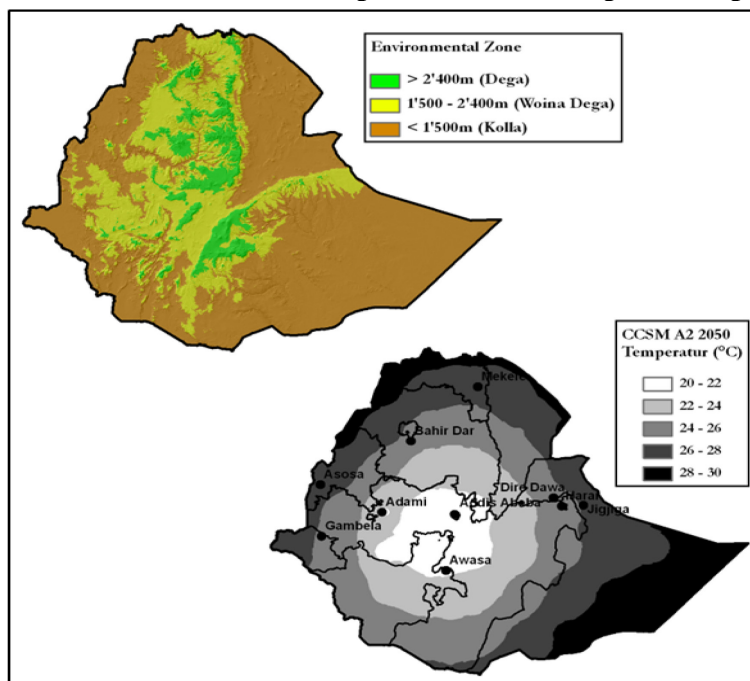 Environmental Zone
> 2'400m (Dega)
1'500 - 2'400m (Woina Dega)
< 1'500m (Kolla)
CCSM A2 2050
Temperatur (°C)
20 - 22
22 - 24
24 - 26
26 - 28
28 - 30
Mekele
Bahir Dar
Asosa
Dire Dawa
Harar
Adami
Addis Abeba
Jigjiga
Gambela
Awasa